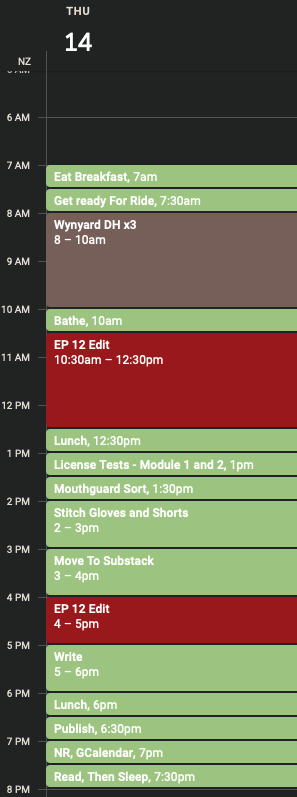 THU
14
NZ
5 AM
6 AM
7 AM
Eat Breakfast, 7am
Get ready For Ride, 7:30am
8 AM
Wynyard DH x3
8 – 10am
9 AM
10 AM
Bathe, 10am
EP 12 Edit
10:30am – 12:30pm
11 AM
12 PM
Lunch, 12:30pm
1 PM
License Tests - Module 1 and 2, 1pm
Mouthguard Sort, 1:30pm
2 PM
Stitch Gloves and Shorts
2 – 3pm
3 PM
Move To Substack
3 – 4pm
4 PM
EP 12 Edit
4 – 5pm
5 PM
Write
5 – 6pm
6 PM
Lunch, 6pm
Publish, 6:30pm
7 PM
NR, GCalendar, 7pm
Read, Then Sleep, 7:30pm
8 PM